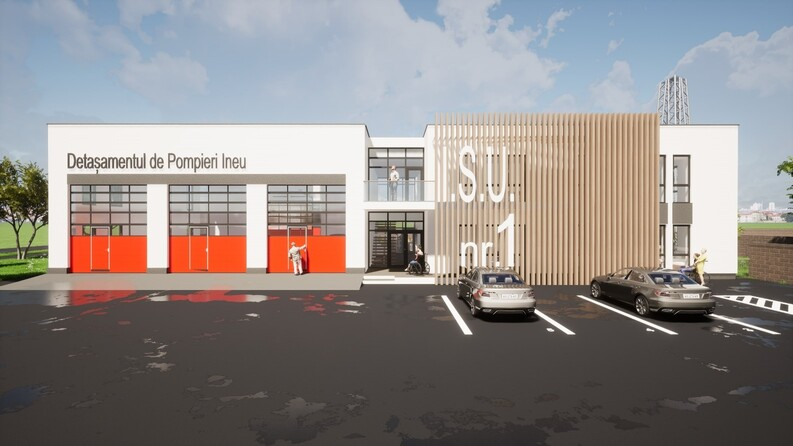 Detașamentul de Pompieri Ineu
I.S.U.
nr.1